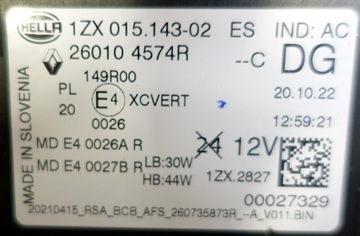 HELLA 1ZX 015.143-02 ES IND: AC
26010 4574R --C DG
149R00
PL E4 XCVERT 20.10.22
20
0026 12:59:21
MADE IN SLOVENIA
MD E4 0026A R 24 12V
MD E4 0027B R LB:30W
HB:44W 1ZX.2827
00027329
20210415_RSA_BCB_AFS_260735873R_--A_V011.BIN